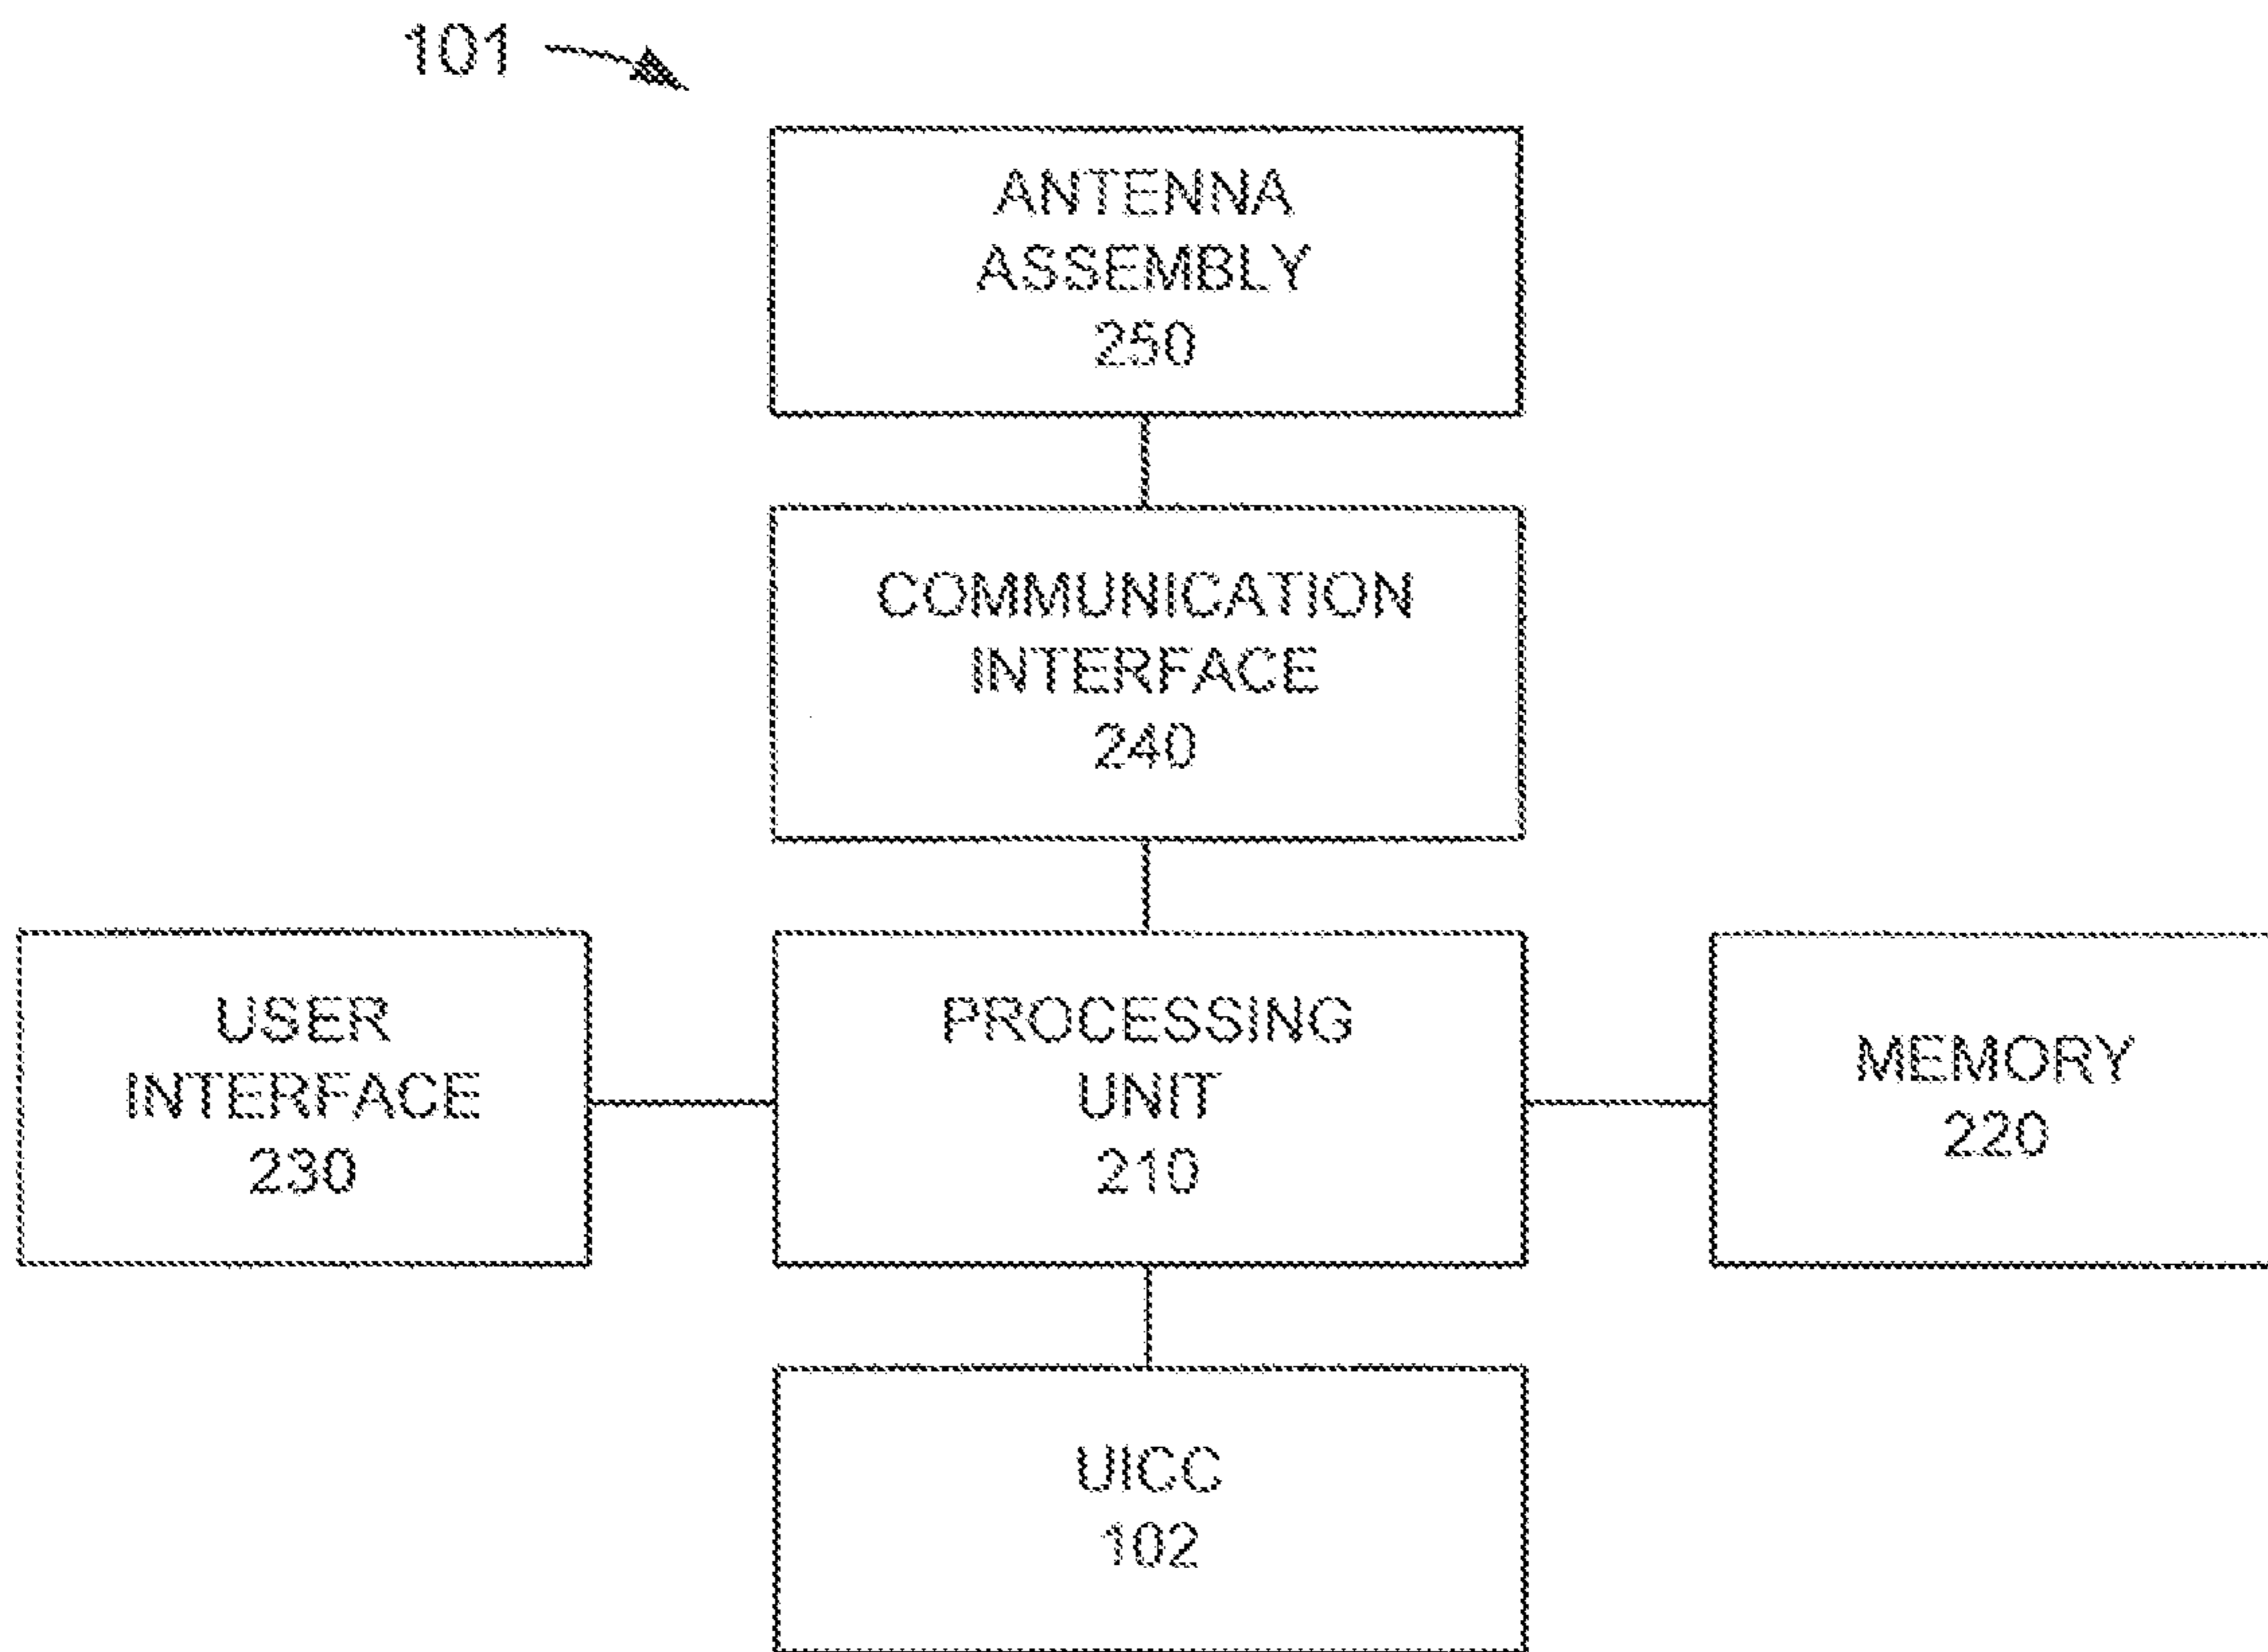 101
ANTENNA
ASSEMBLY
250
COMMUNICATION
INTERFACE
240
USER
INTERFACE
230
PROCESSING
UNIT
210
MEMORY
220
UICC
102